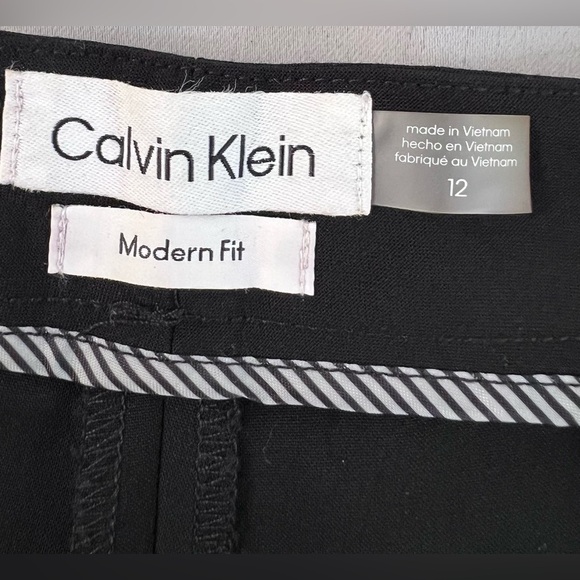 Calvin Klein
Modern Fit
made in Vietnam
hecho en Vietnam
fabriqué au Vietnam
12